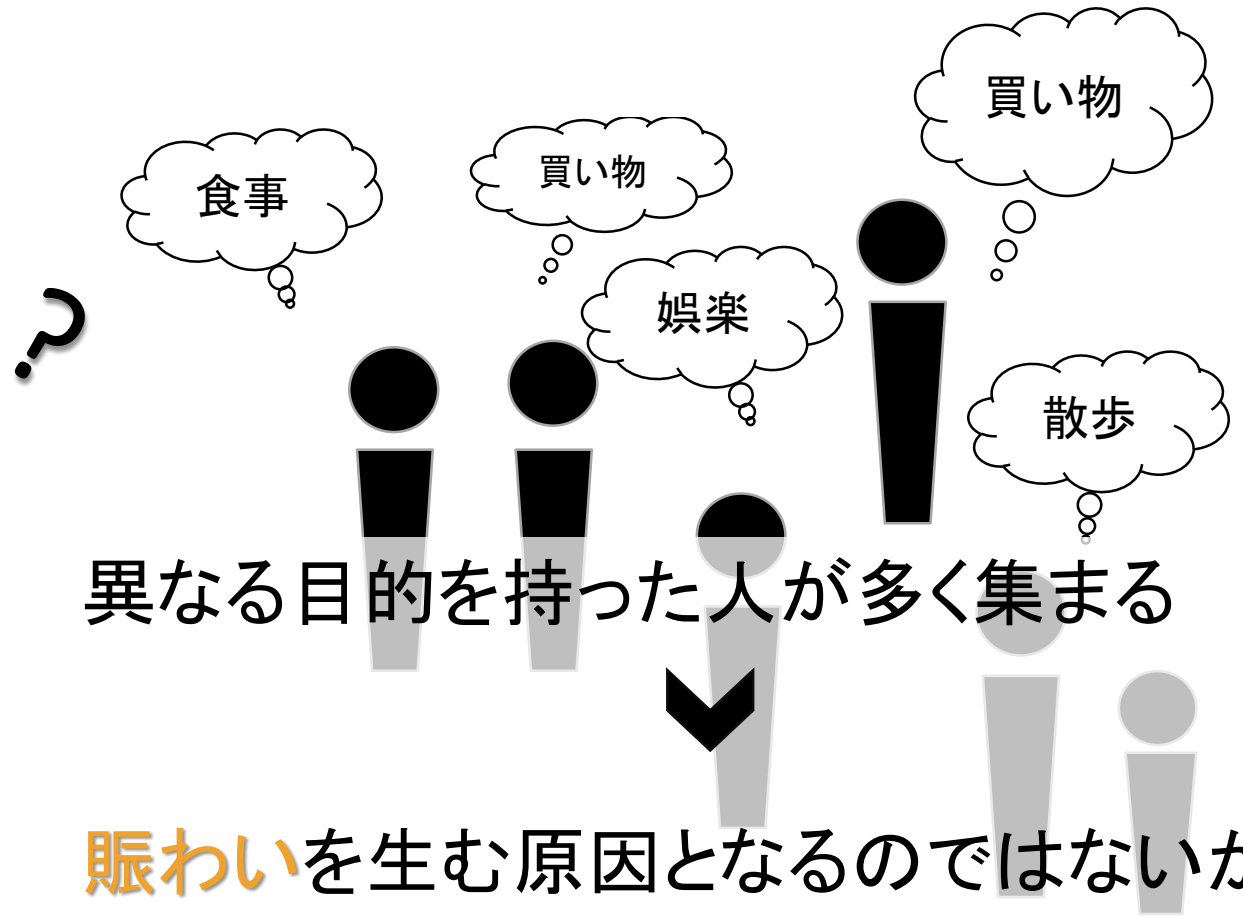 買い物
食事
買い物
娯楽
?
散歩
異なる目的を持った人が多く集まる
賑わいを生む原因となるのではないか